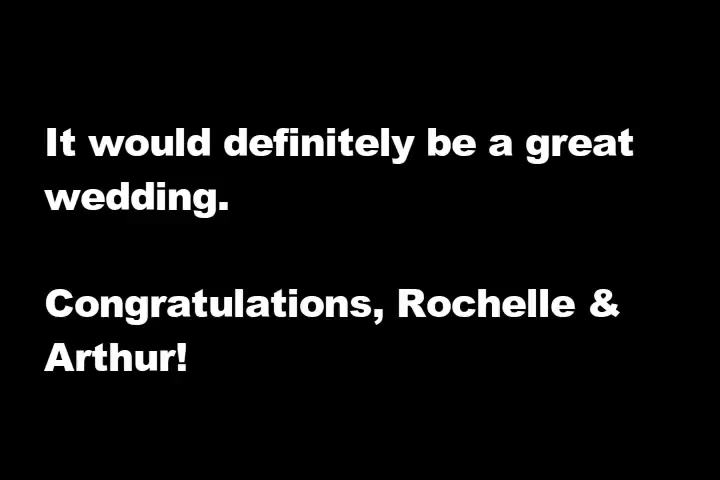 It would definitely be a great
wedding.
Congratulations, Rochelle &
Arthur!